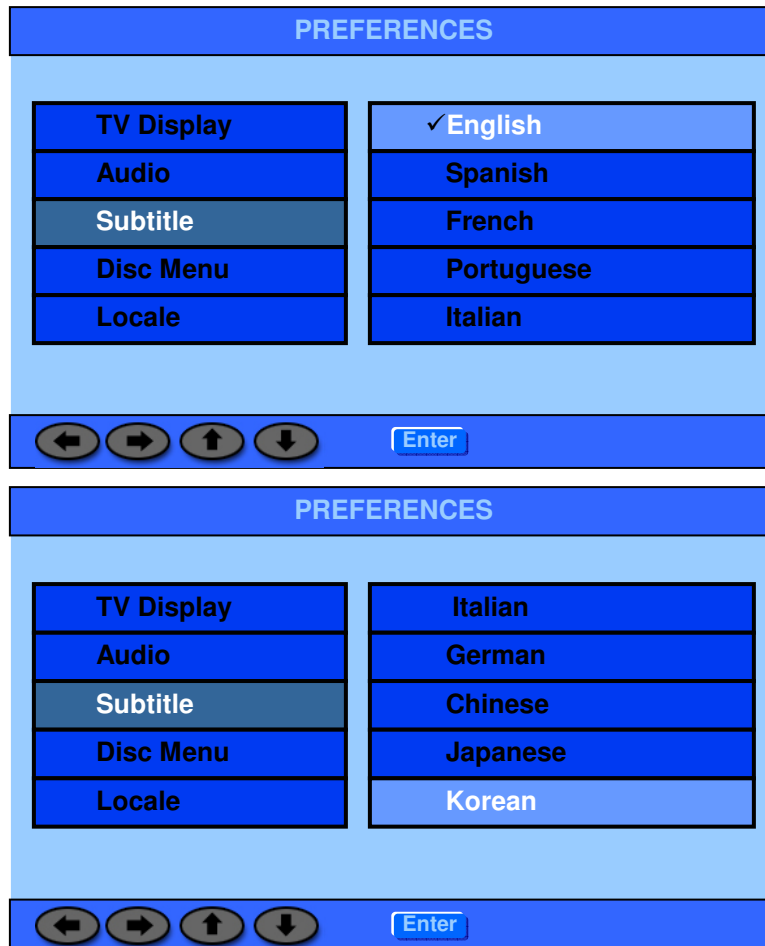 PREFERENCES
TV Display
Audio
Subtitle
Disc Menu
Locale
✓English
Spanish
French
Portuguese
Italian
Enter
PREFERENCES
TV Display
Audio
Subtitle
Disc Menu
Locale
Italian
German
Chinese
Japanese
Korean
Enter